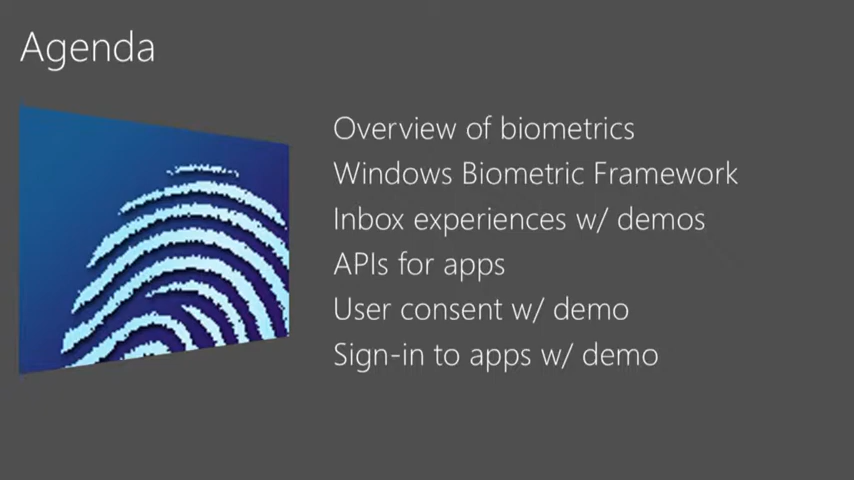 Agenda
Overview of biometrics
Windows Biometric Framework
Inbox experiences w/ demos
APIs for apps
User consent w/ demo
Sign-in to apps w/ demo